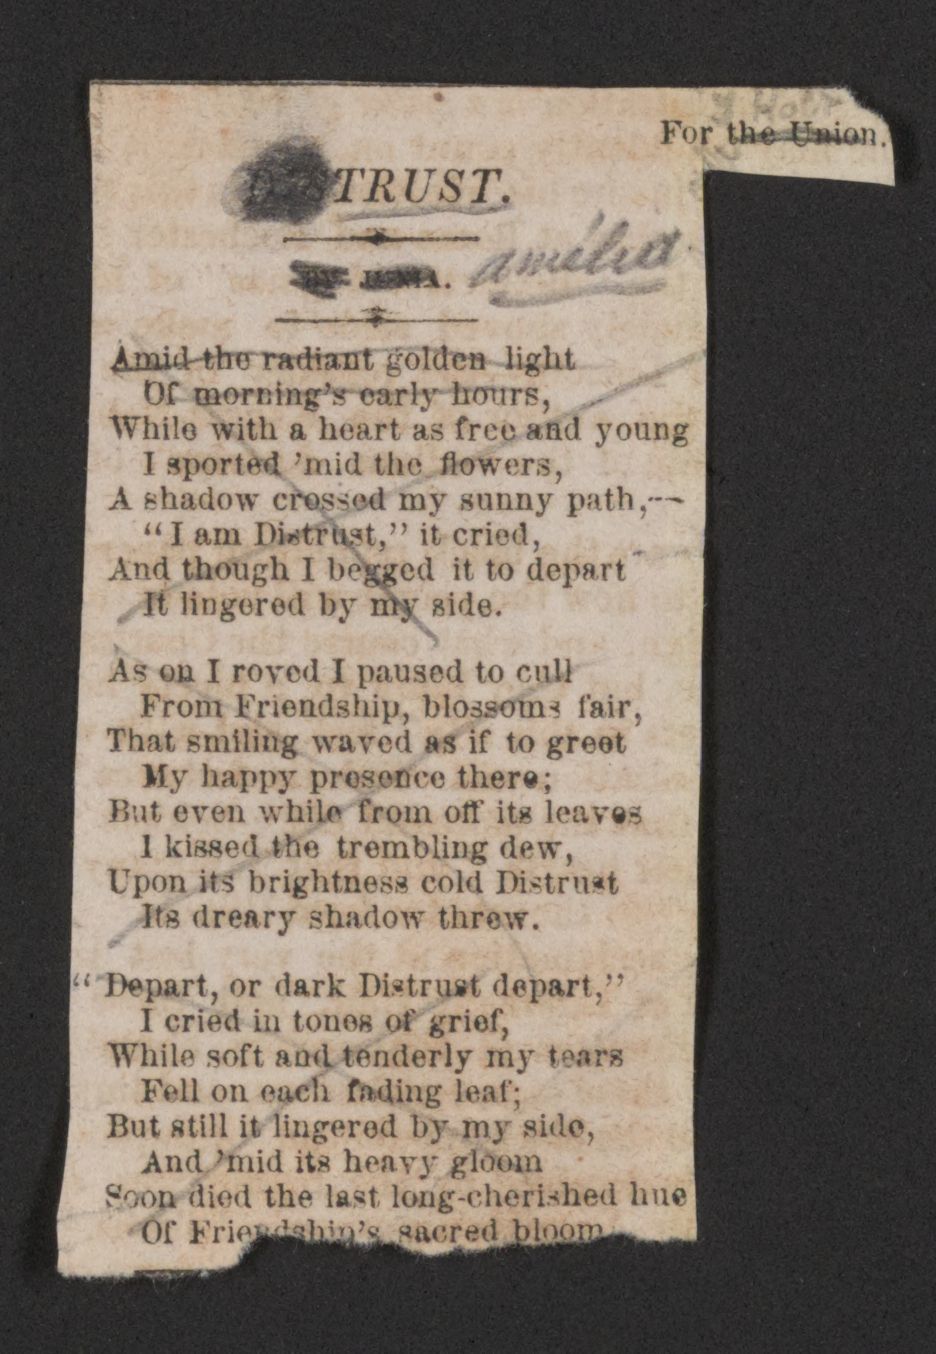 For the Union.
TRUST.
amélia
Amid the radiant golden light
Of morning's early hours,
While with a heart as free and young
I sported 'mid the flowers,
A shadow crossed my sunny path,—
“I am Distrust,” it cried,
And though I begged it to depart
It lingered by my side.
As on I roved I paused to cull
From Friendship, blossoms fair,
That smiling waved as if to greet
My happy presence there;
But even while from off its leaves
I kissed the trembling dew,
Upon its brightness cold Distrust
Its dreary shadow threw.
“Depart, or dark Distrust depart,”
I cried in tones of grief,
While soft and tenderly my tears
Fell on each fading leaf;
But still it lingered by my side,
And 'mid its heavy gloom
Soon died the last long-cherished hue
Of Friendship's sacred bloom